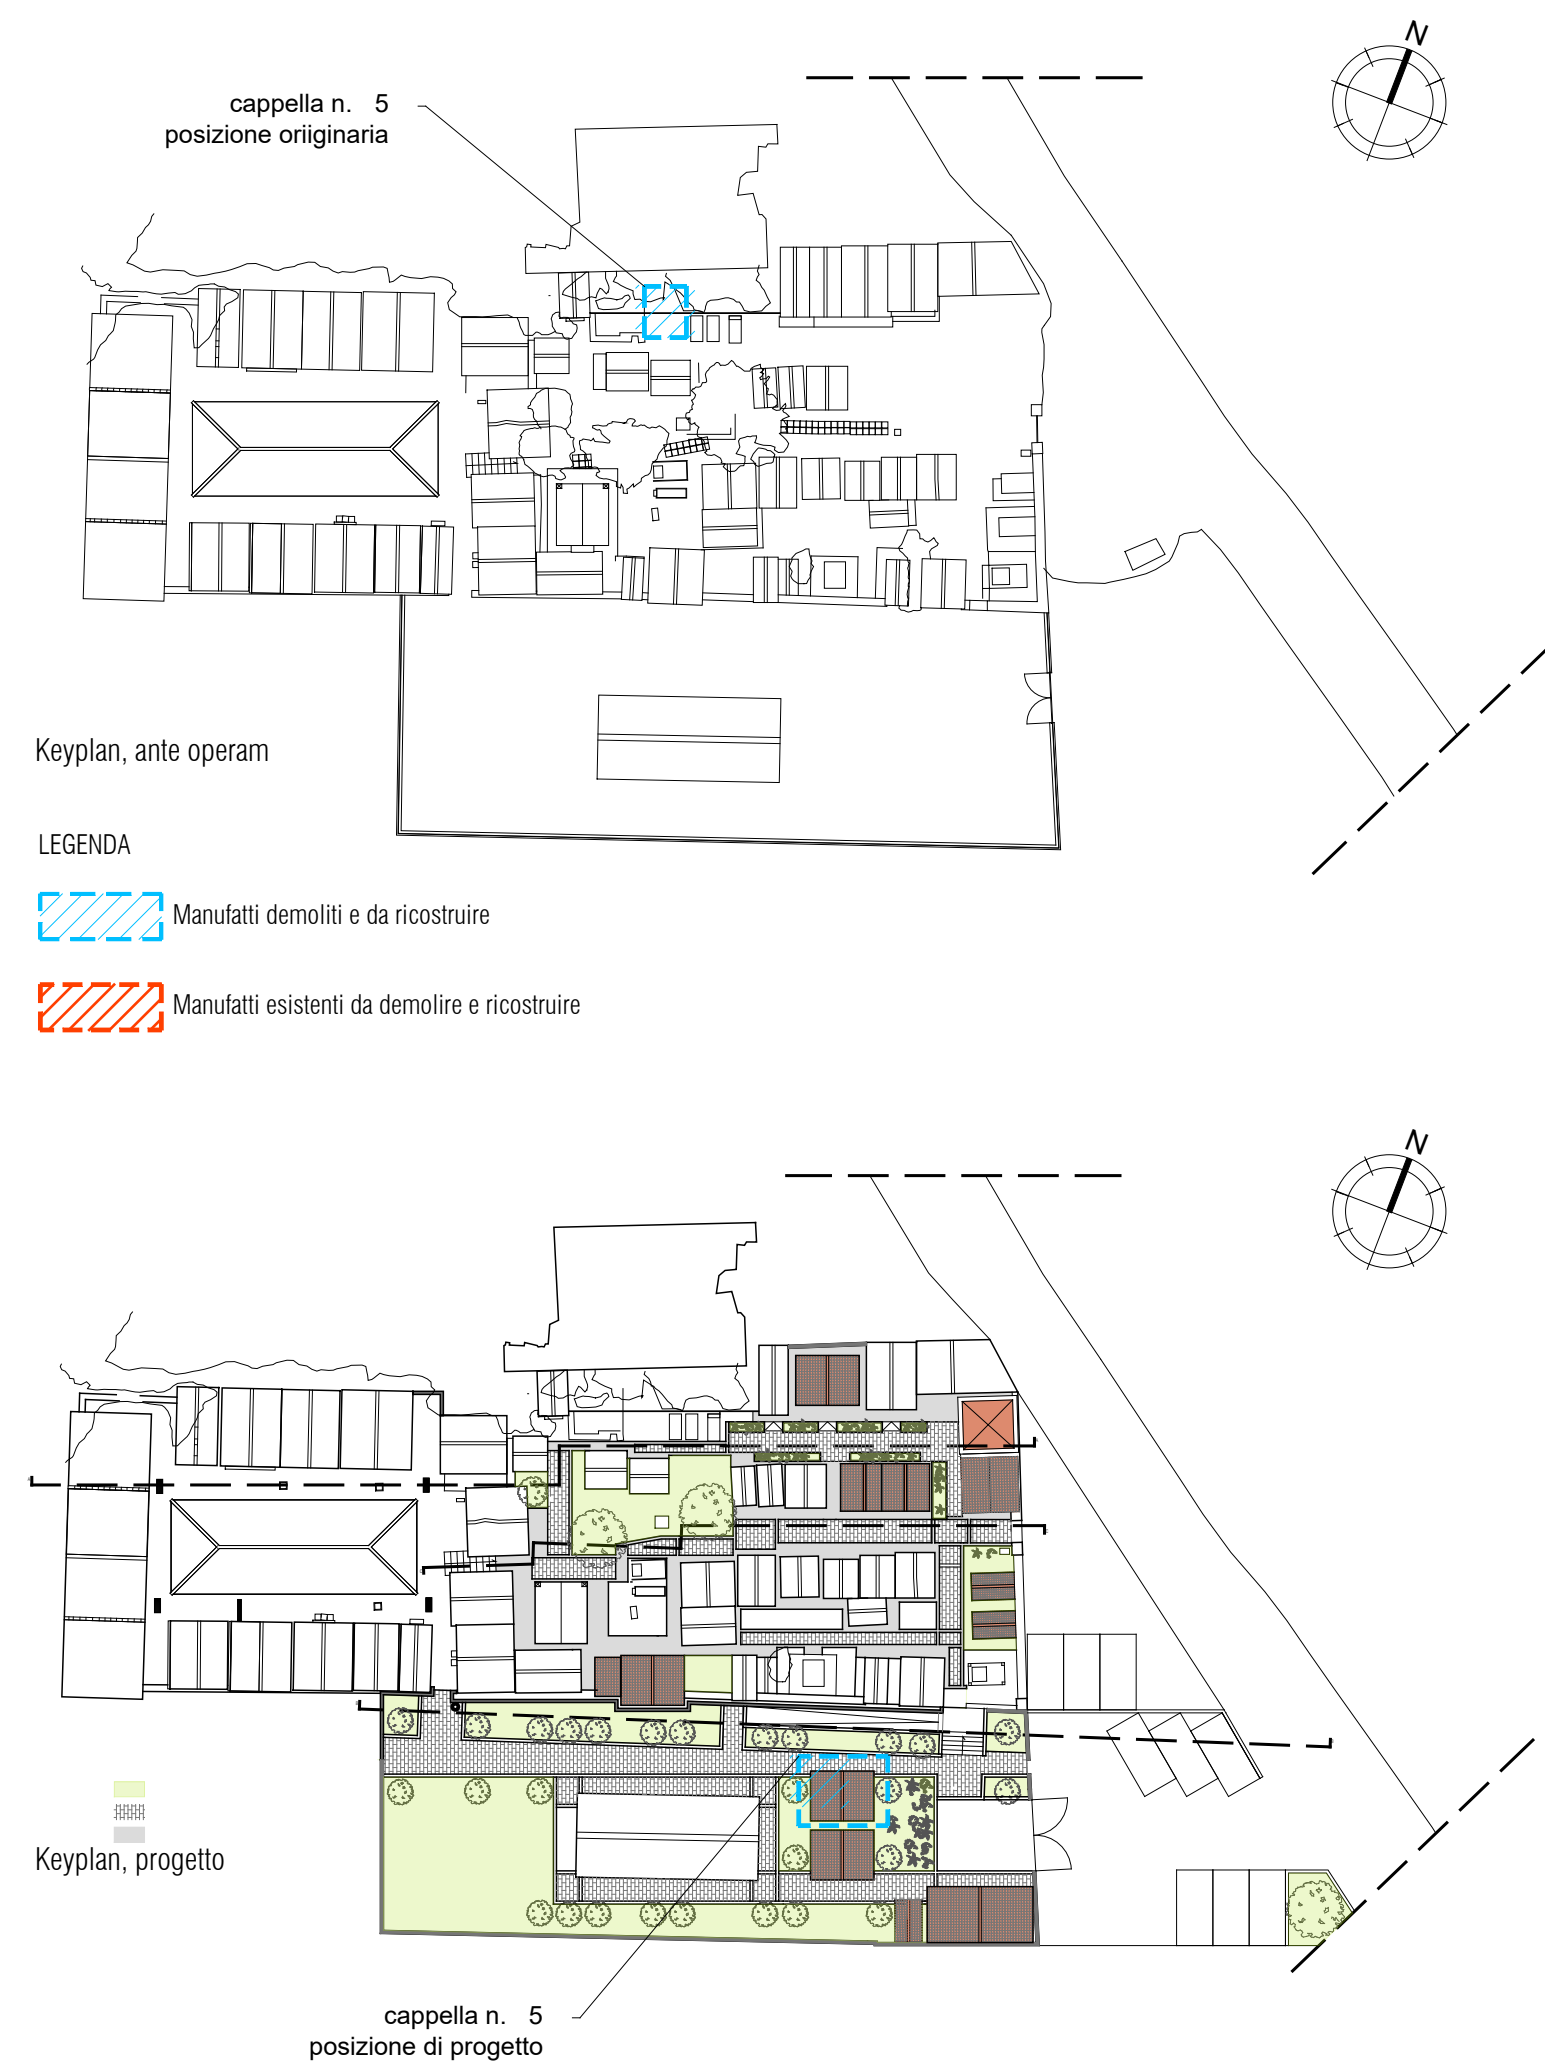 N
cappella n. 5
posizione oriiginaria
Keyplan, ante operam
LEGENDA
Manufatti demoliti e da ricostruire
Manufatti esistenti da demolire e ricostruire
N
Keyplan, progetto
cappella n. 5
posizione di progetto